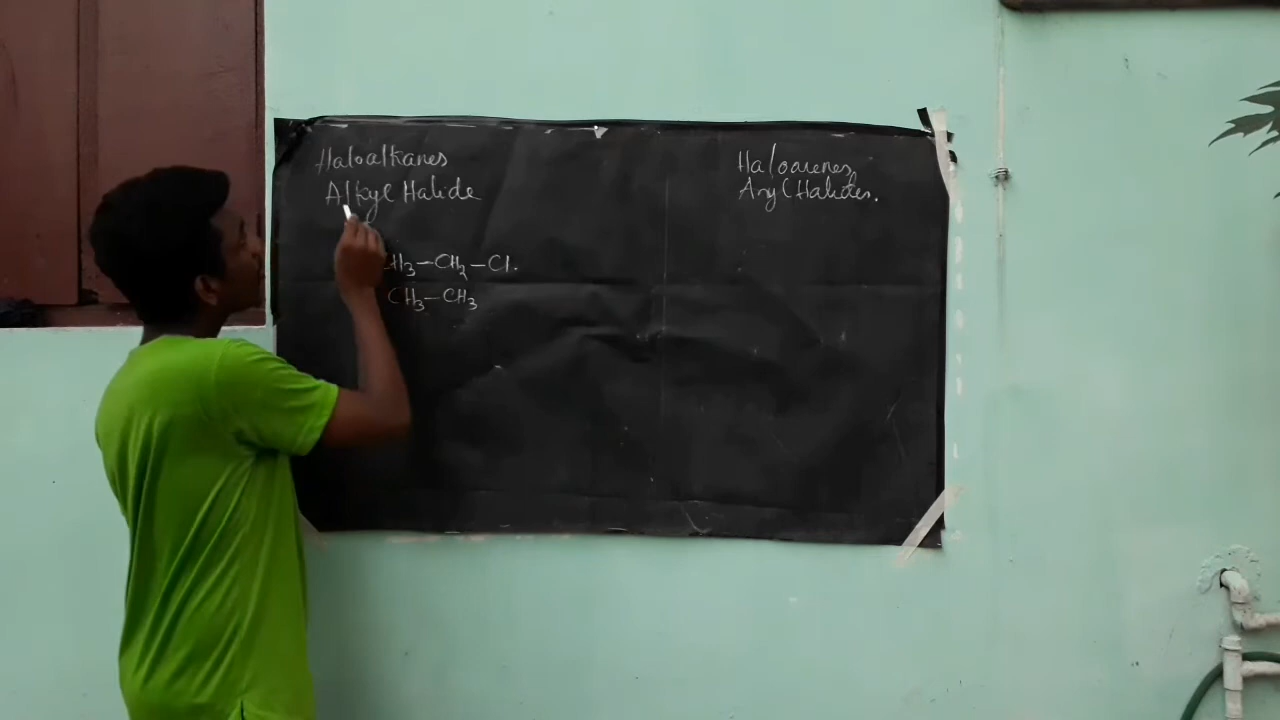 Haloalkanes
Alkyl Halide
CH3-CH2-Cl.
CH3-CH3
Haloarenes
Aryl Halides.